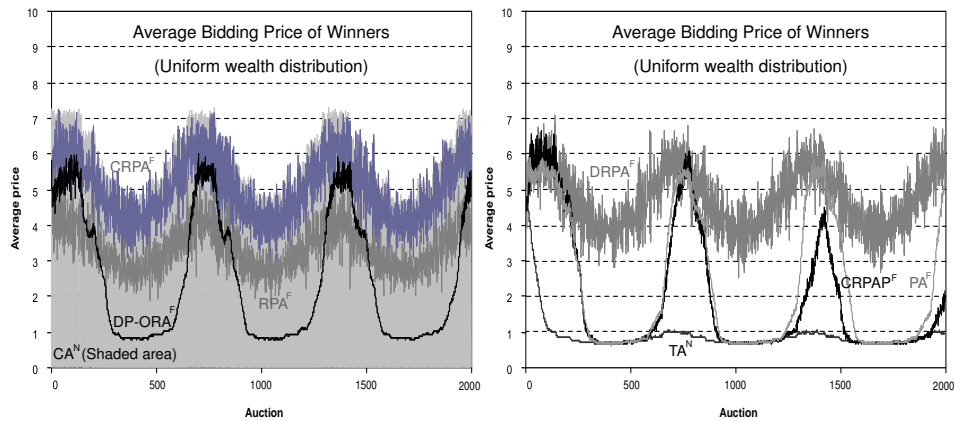 Average Bidding Price of Winners
(Uniform wealth distribution)
Average price
10
9
8
7
6
5
4
3
2
1
0
CRPA^F
RPA^F
DP-ORA^F
CA^N (Shaded area)
0 500 1000 1500 2000
Auction
Average Bidding Price of Winners
(Uniform wealth distribution)
Average price
10
9
8
7
6
5
4
3
2
1
0
DRPA^F
CRPAP^F
PA^F
TA^N
0 500 1000 1500 2000
Auction